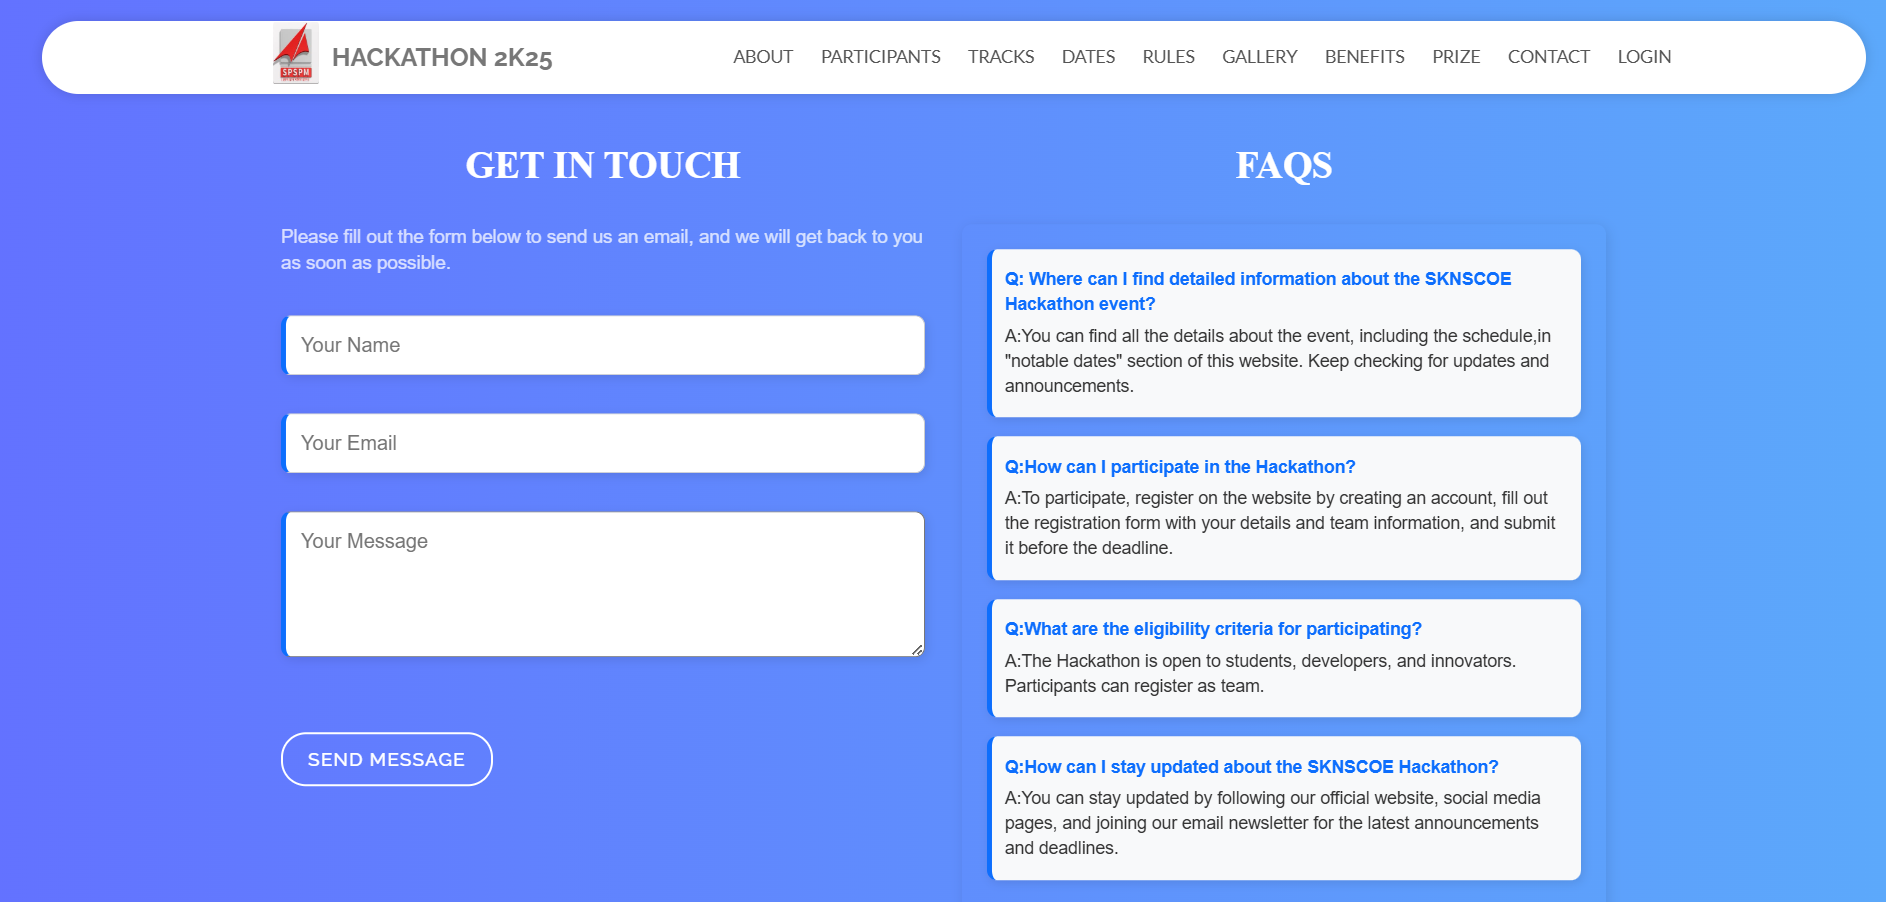 SPSPM
HACKATHON 2K25
ABOUT PARTICIPANTS TRACKS DATES RULES GALLERY BENEFITS PRIZE CONTACT LOGIN
GET IN TOUCH
Please fill out the form below to send us an email, and we will get back to you
as soon as possible.
Your Name
Your Email
Your Message
SEND MESSAGE
FAQS
Q: Where can I find detailed information about the SKNSCOE
Hackathon event?
A:You can find all the details about the event, including the schedule,in
"notable dates" section of this website. Keep checking for updates and
announcements.
Q:How can I participate in the Hackathon?
A:To participate, register on the website by creating an account, fill out
the registration form with your details and team information, and submit
it before the deadline.
Q:What are the eligibility criteria for participating?
A:The Hackathon is open to students, developers, and innovators.
Participants can register as team.
Q:How can I stay updated about the SKNSCOE Hackathon?
A:You can stay updated by following our official website, social media
pages, and joining our email newsletter for the latest announcements
and deadlines.